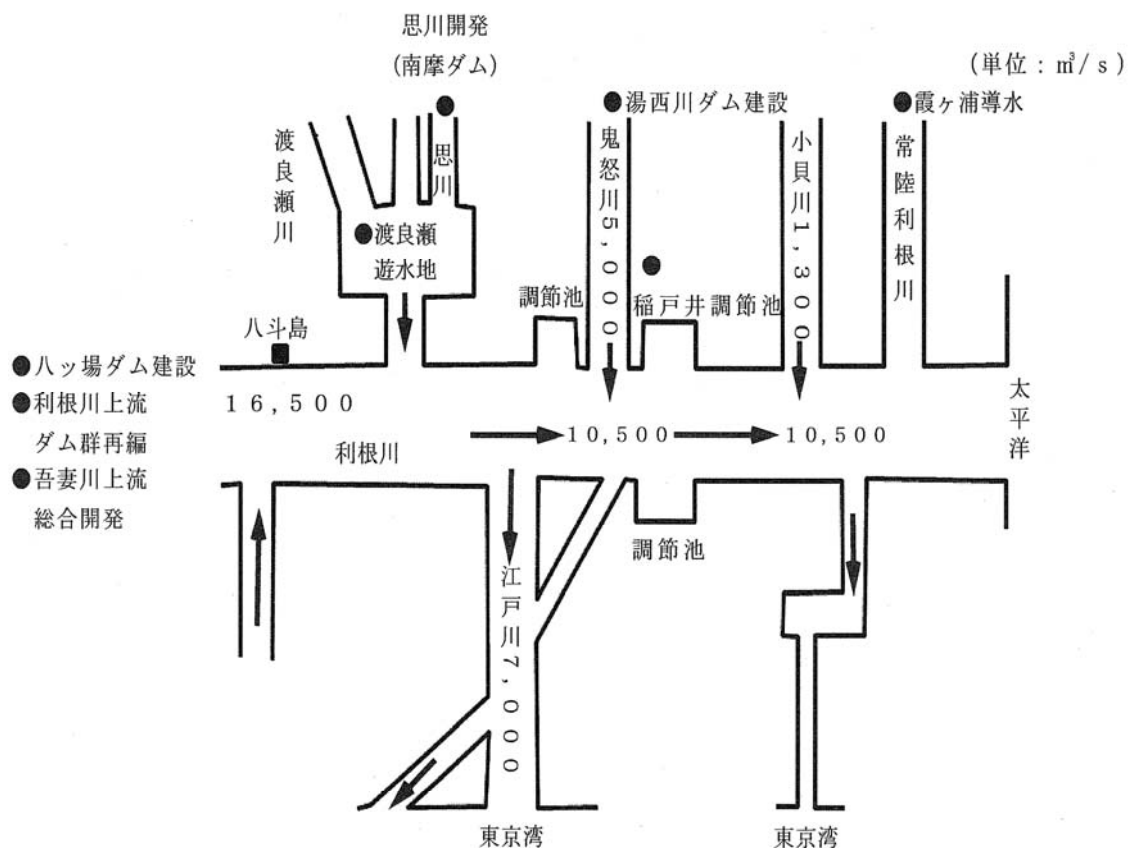 思川開発
(南摩ダム)
(単位:㎥/s)
●湯西川ダム建設
●霞ヶ浦導水
渡良瀬川
思川
鬼怒川5,000
小貝川1,300
常陸利根川
●渡良瀬
遊水地
調節池
稲戸井調節池
八斗島
●八ッ場ダム建設
●利根川上流
ダム群再編
●吾妻川上流
総合開発
16,500
利根川
10,500
10,500
太平洋
調節池
江戸川7,000
東京湾
東京湾